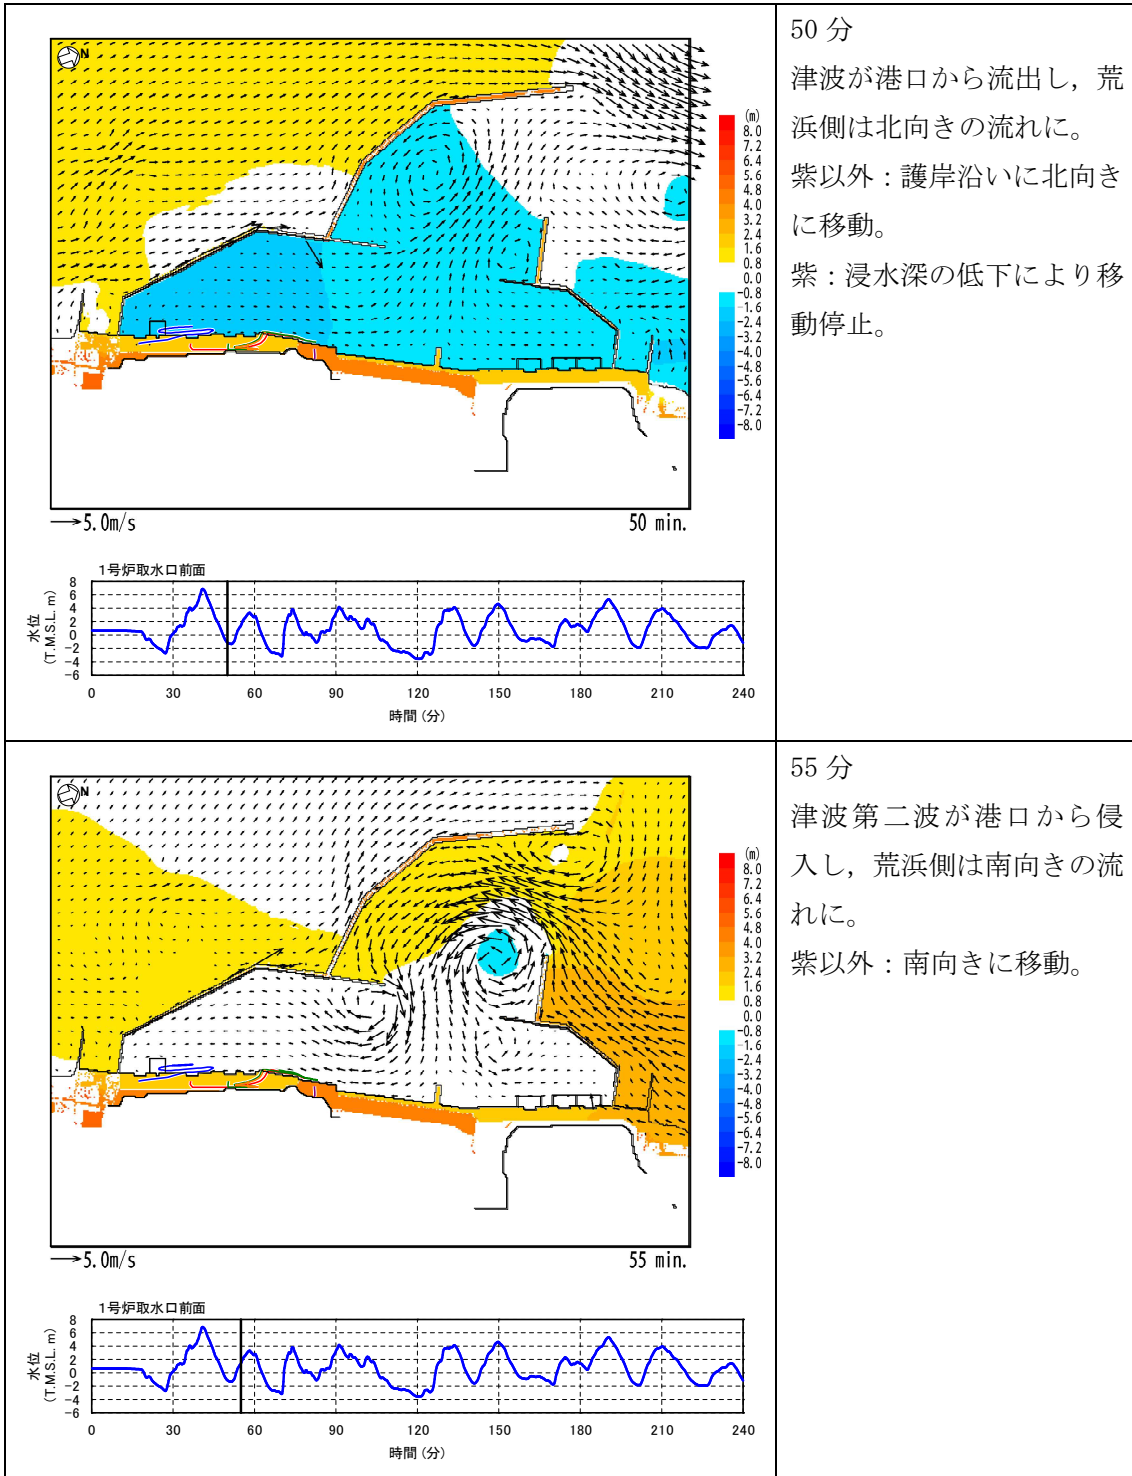 N
(m)
8.0
7.2
6.4
5.6
4.8
4.0
3.2
2.4
1.6
0.8
0.0
-0.8
-1.6
-2.4
-3.2
-4.0
-4.8
-5.6
-6.4
-7.2
-8.0
→5.0m/s
50 min.
1号炉取水口前面
水位
(T.M.S.L. m)
8
6
4
2
0
-2
-4
-6
0 30 60 90 120 150 180 210 240
時間(分)
50 分
津波が港口から流出し，荒
浜側は北向きの流れに。
紫以外：護岸沿いに北向き
に移動。
紫：浸水深の低下により移
動停止。
N
(m)
8.0
7.2
6.4
5.6
4.8
4.0
3.2
2.4
1.6
0.8
0.0
-0.8
-1.6
-2.4
-3.2
-4.0
-4.8
-5.6
-6.4
-7.2
-8.0
→5.0m/s
55 min.
1号炉取水口前面
水位
(T.M.S.L. m)
8
6
4
2
0
-2
-4
-6
0 30 60 90 120 150 180 210 240
時間(分)
55 分
津波第二波が港口から侵
入し，荒浜側は南向きの流
れに。
紫以外：南向きに移動。